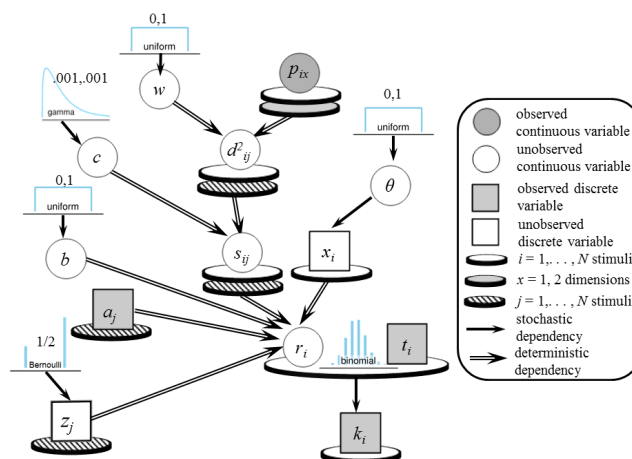 0,1
uniform
w
p_ix
.001,.001
gamma
c
d²_ij
0,1
uniform
θ
0,1
uniform
b
s_ij
x_i
a_j
1/2
Bernoulli
z_j
r_i
binomial
t_i
k_i
observed
continuous variable
unobserved
continuous variable
observed discrete
variable
unobserved
discrete variable
i = 1,. . . , N stimuli
x = 1, 2 dimensions
j = 1,. . . , N stimuli
stochastic
dependency
deterministic
dependency